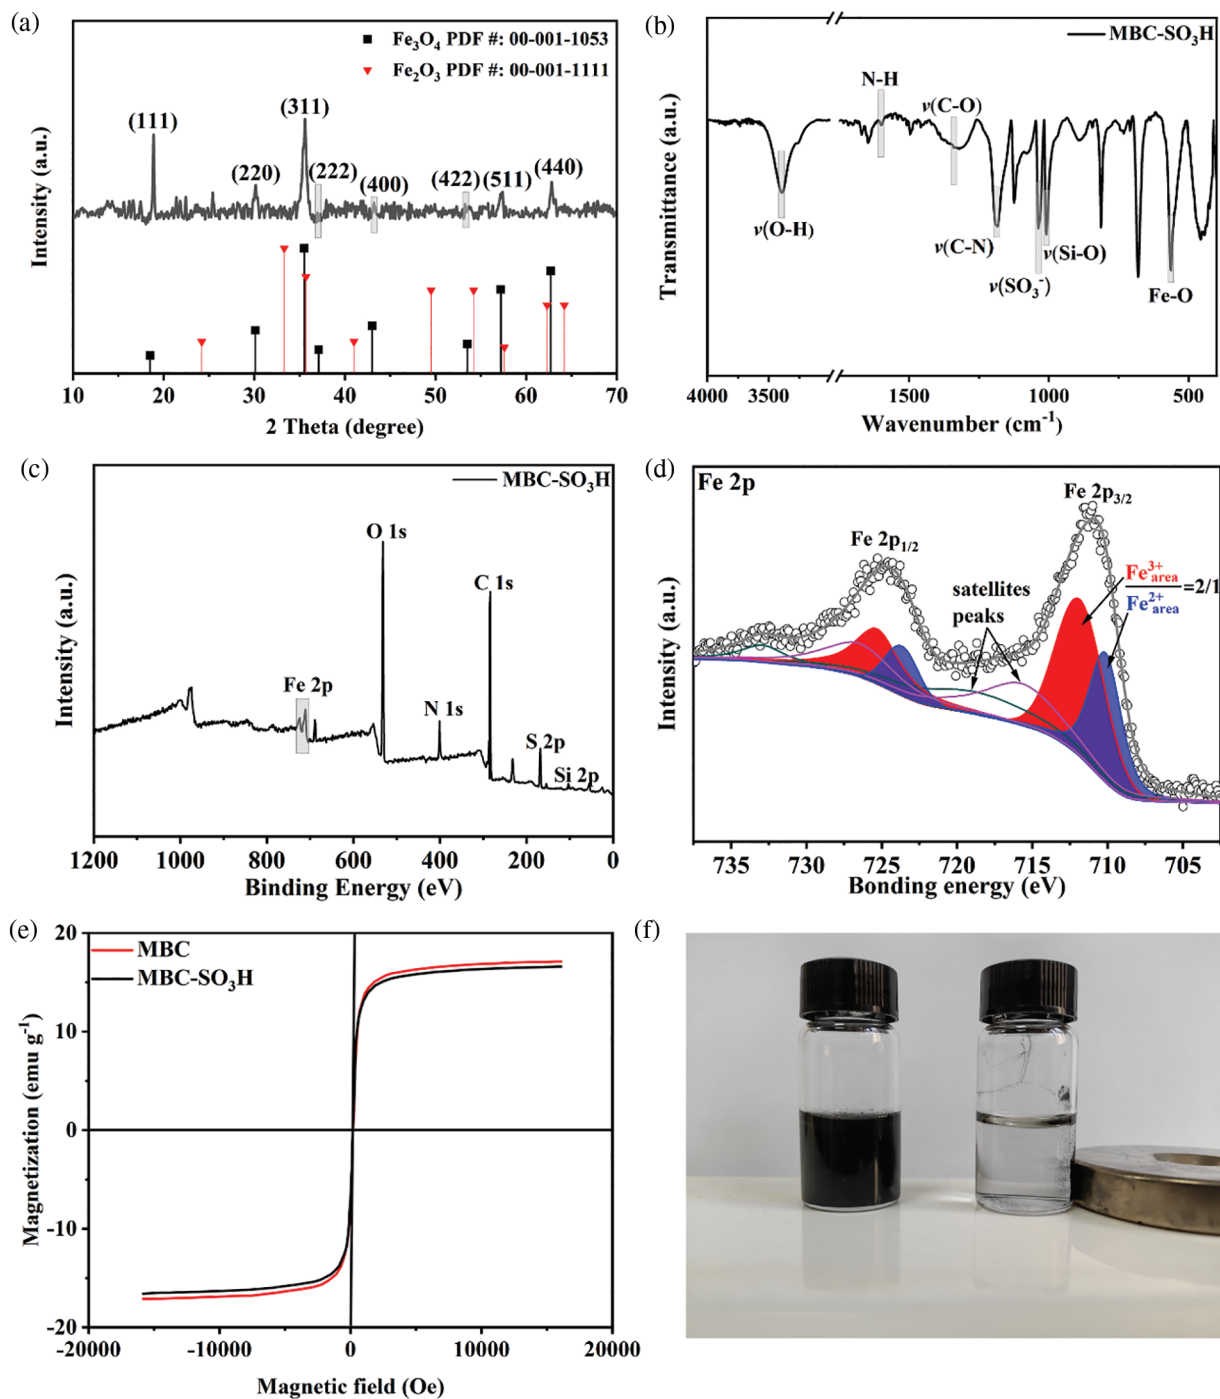 (a)
Fe₃O₄ PDF #: 00-001-1053
Fe₂O₃ PDF #: 00-001-1111
(111)
(220)
(311)
(222)
(400)
(422)
(511)
(440)
Intensity (a.u.)
10 20 30 40 50 60 70
2 Theta (degree)
(b)
MBC-SO₃H
N-H
ν(C-O)
ν(O-H)
ν(C-N)
ν(SO₃⁻)
ν(Si-O)
Fe-O
Transmittance (a.u.)
4000 3500 1500 1000 500
Wavenumber (cm⁻¹)
(c)
MBC-SO₃H
O 1s
C 1s
Fe 2p
N 1s
S 2p
Si 2p
Intensity (a.u.)
1200 1000 800 600 400 200 0
Binding Energy (eV)
(d)
Fe 2p
Fe 2p₃/₂
Fe 2p₁/₂
satellites
peaks
Fe³⁺area
=2/1
Fe²⁺area
Intensity (a.u.)
735 730 725 720 715 710 705
Bonding energy (eV)
(e)
MBC
MBC-SO₃H
Magnetization (emu g⁻¹)
20
10
0
-10
-20
-20000 -10000 0 10000 20000
Magnetic field (Oe)
(f)